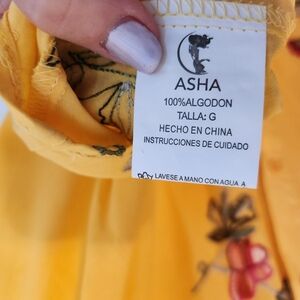 ASHA
100%ALGODON
TALLA: G
HECHO EN CHINA
INSTRUCCIONES DE CUIDADO
LAVESE A MANO CON AGUA A